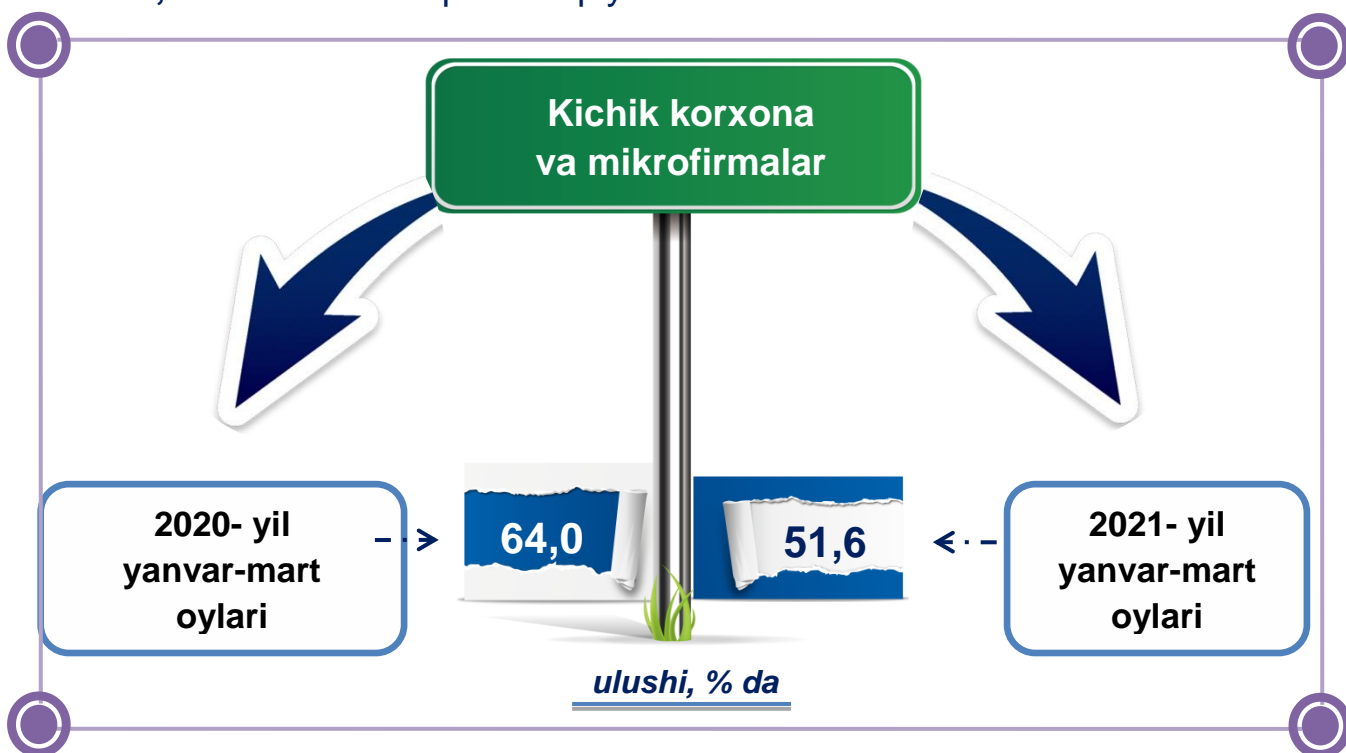 Kichik korxona
va mikrofirmalar
2020- yil
yanvar-mart
oylari
64,0
51,6
2021- yil
yanvar-mart
oylari
ulushi, % da